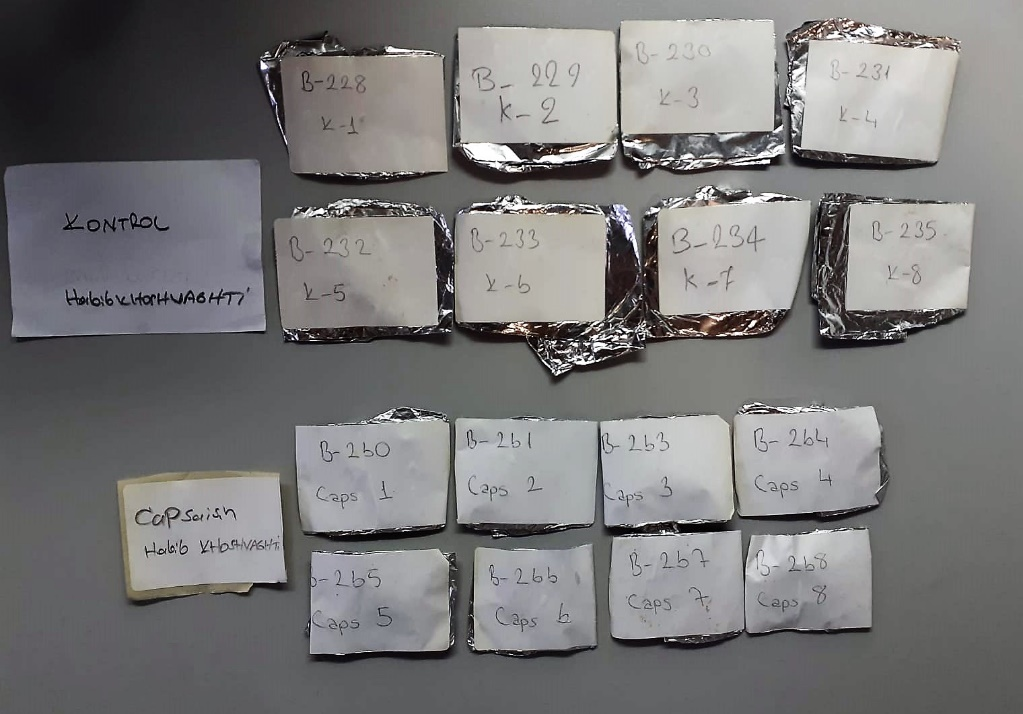 KONTROL
Habib KHOSHVAGHTi
B-228
K-1
B-229
K-2
B-230
K-3
B-231
K-4
B-232
K-5
B-233
K-6
B-234
K-7
B-235
K-8
Capsaisin
Habib KHOSHVAGHTi
B-260
Caps 1
B-261
Caps 2
B-263
Caps 3
B-264
Caps 4
B-265
Caps 5
B-266
Caps 6
B-267
Caps 7
B-268
Caps 8